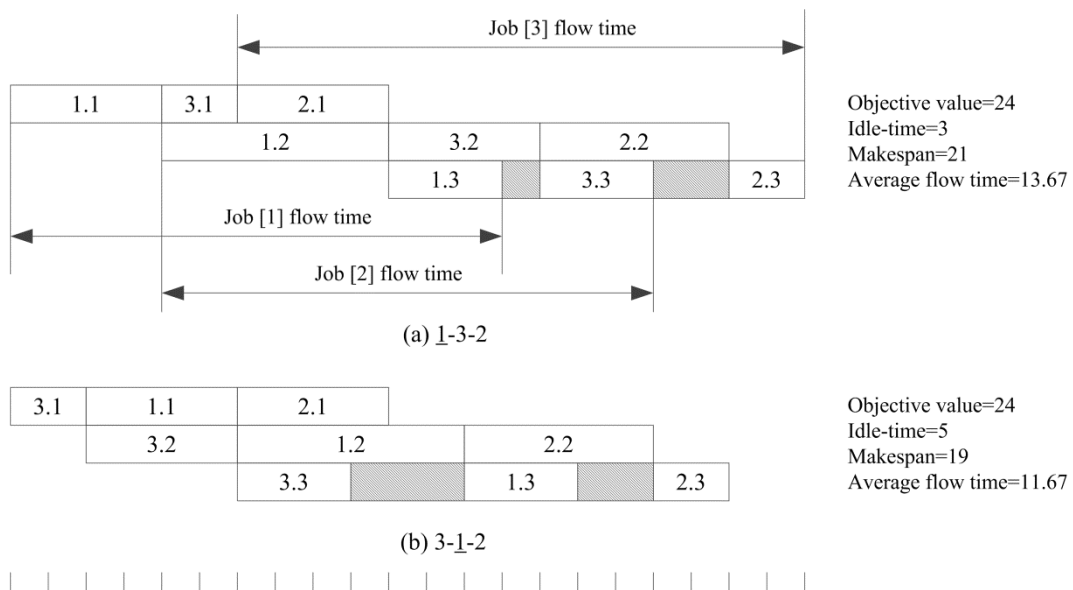 Job [3] flow time
1.1 3.1 2.1
1.2 3.2 2.2
1.3 3.3 2.3
Job [1] flow time
Job [2] flow time
(a) 1-3-2
Objective value=24
Idle-time=3
Makespan=21
Average flow time=13.67
3.1 1.1 2.1
3.2 1.2 2.2
3.3 1.3 2.3
(b) 3-1-2
Objective value=24
Idle-time=5
Makespan=19
Average flow time=11.67